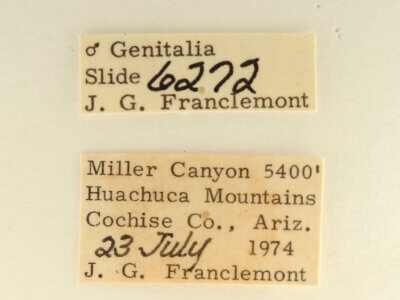 ♂ Genitalia
Slide 6272
J. G. Franclemont
Miller Canyon 5400'
Huachuca Mountains
Cochise Co., Ariz.
23 July 1974
J. G. Franclemont